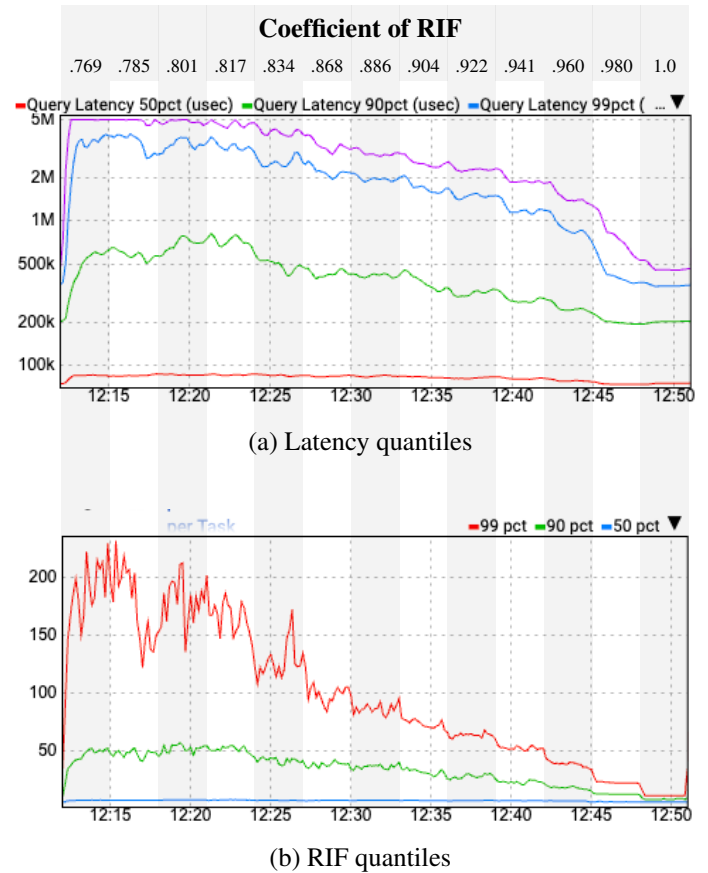 Coefficient of RIF
.769 .785 .801 .817 .834 .868 .886 .904 .922 .941 .960 .980 1.0
Query Latency 50pct (usec) Query Latency 90pct (usec) Query Latency 99pct ( ... ▼
5M
2M
1M
500k
200k
100k
12:15 12:20 12:25 12:30 12:35 12:40 12:45 12:50
(a) Latency quantiles
per Task
99 pct 90 pct 50 pct ▼
200
150
100
50
12:15 12:20 12:25 12:30 12:35 12:40 12:45 12:50
(b) RIF quantiles